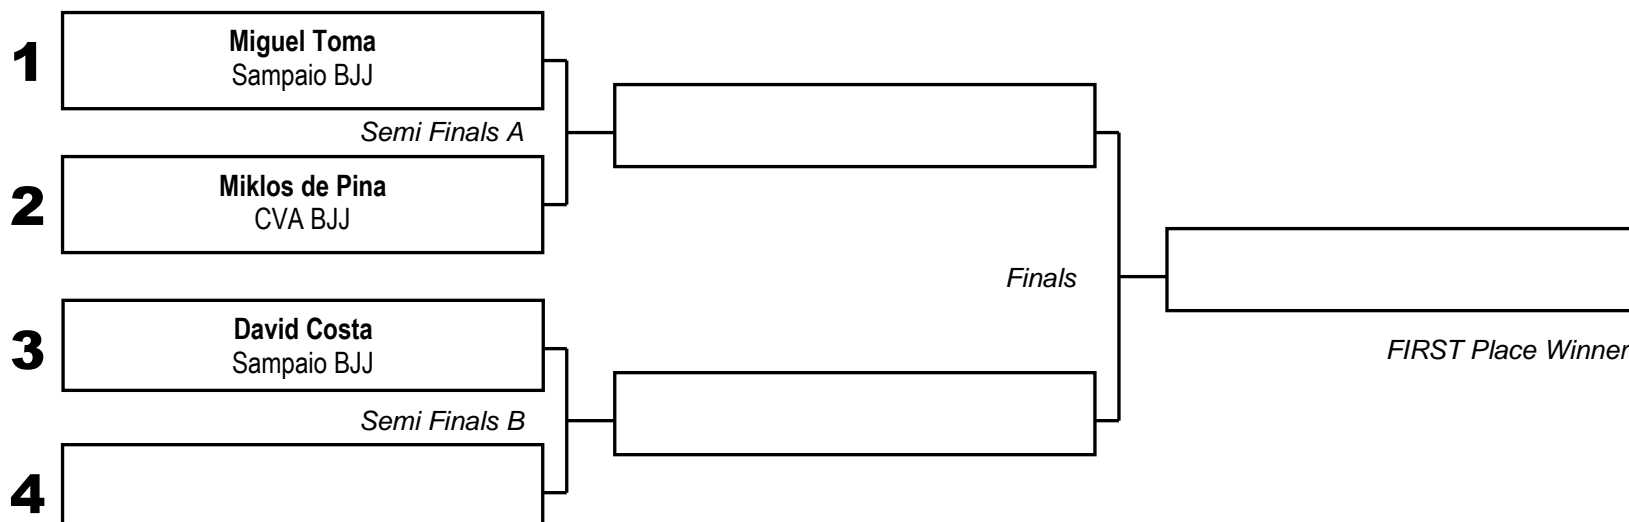 1
Miguel Toma
Sampaio BJJ
Semi Finals A
2
Miklos de Pina
CVA BJJ
Finals
3
David Costa
Sampaio BJJ
FIRST Place Winner
Semi Finals B
4